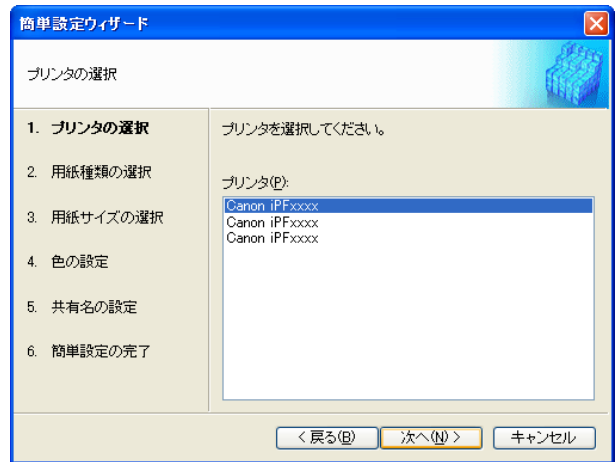 簡単設定ウィザード
プリンタの選択
1. プリンタの選択
2. 用紙種類の選択
3. 用紙サイズの選択
4. 色の設定
5. 共有名の設定
6. 簡単設定の完了
プリンタを選択してください。
プリンタ(P):
Canon iPFxxxx
Canon iPFxxxx
Canon iPFxxxx
< 戻る(B)
次へ(N) >
キャンセル